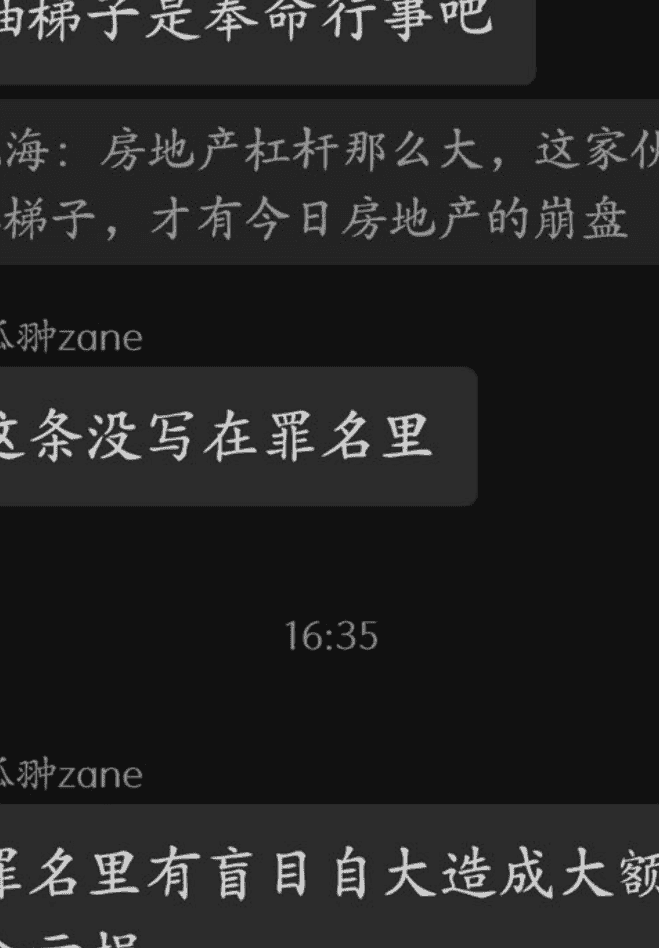 抽梯子是奉命行事吧
海：房地产杠杆那么大，这家伙
梯子，才有今日房地产的崩盘
翀zane
这条没写在罪名里
16:35
翀zane
罪名里有盲目自大造成大额